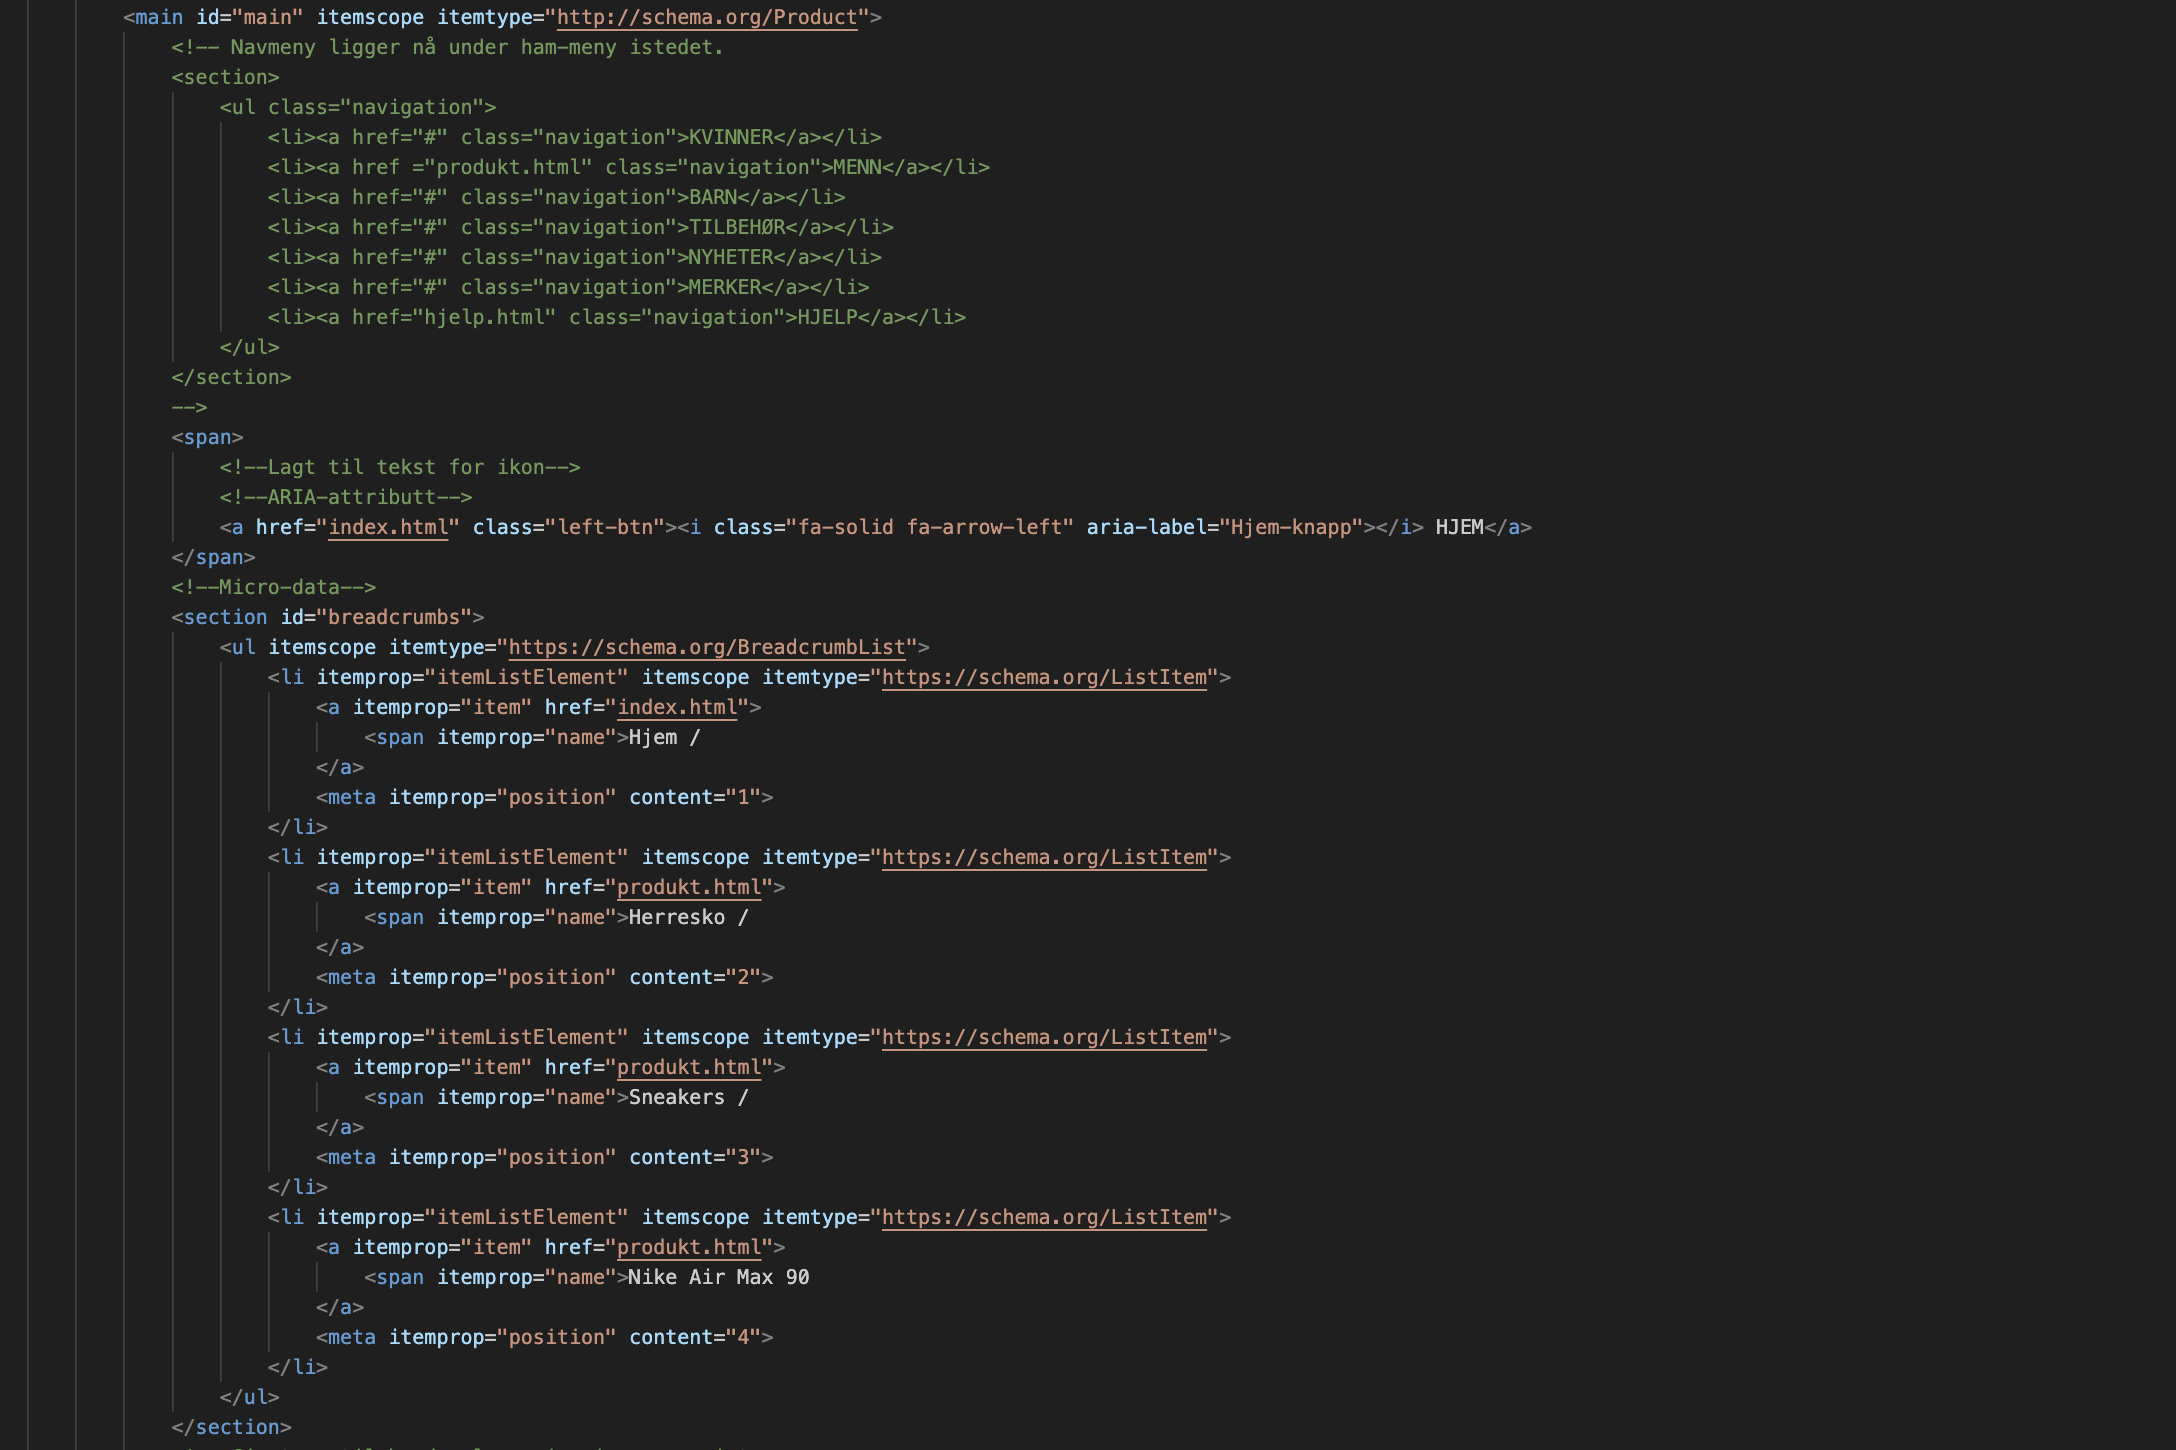 <main id="main" itemscope itemtype="http://schema.org/Product">
<!-- Navmeny ligger nå under ham-meny istedet.
<section>
<ul class="navigation">
<li><a href="#" class="navigation">KVINNER</a></li>
<li><a href ="produkt.html" class="navigation">MENN</a></li>
<li><a href="#" class="navigation">BARN</a></li>
<li><a href="#" class="navigation">TILBEHØR</a></li>
<li><a href="#" class="navigation">NYHETER</a></li>
<li><a href="#" class="navigation">MERKER</a></li>
<li><a href="hjelp.html" class="navigation">HJELP</a></li>
</ul>
</section>
-->
<span>
<!--Lagt til tekst for ikon-->
<!--ARIA-attributt-->
<a href="index.html" class="left-btn"><i class="fa-solid fa-arrow-left" aria-label="Hjem-knapp"></i> HJEM</a>
</span>
<!--Micro-data-->
<section id="breadcrumbs">
<ul itemscope itemtype="https://schema.org/BreadcrumbList">
<li itemprop="itemListElement" itemscope itemtype="https://schema.org/ListItem">
<a itemprop="item" href="index.html">
<span itemprop="name">Hjem /
</a>
<meta itemprop="position" content="1">
</li>
<li itemprop="itemListElement" itemscope itemtype="https://schema.org/ListItem">
<a itemprop="item" href="produkt.html">
<span itemprop="name">Herresko /
</a>
<meta itemprop="position" content="2">
</li>
<li itemprop="itemListElement" itemscope itemtype="https://schema.org/ListItem">
<a itemprop="item" href="produkt.html">
<span itemprop="name">Sneakers /
</a>
<meta itemprop="position" content="3">
</li>
<li itemprop="itemListElement" itemscope itemtype="https://schema.org/ListItem">
<a itemprop="item" href="produkt.html">
<span itemprop="name">Nike Air Max 90
</a>
<meta itemprop="position" content="4">
</li>
</ul>
</section>